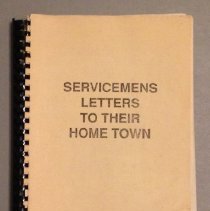 SERVICEMENS
LETTERS
TO THEIR
HOME TOWN